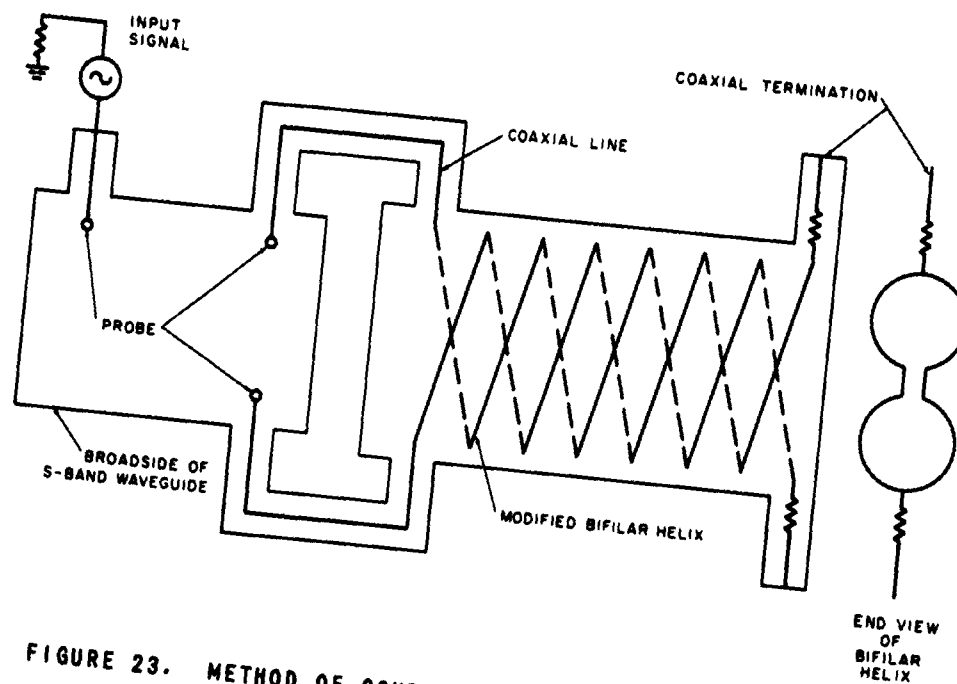 INPUT
SIGNAL
COAXIAL TERMINATION
COAXIAL LINE
PROBE
BROADSIDE OF
S-BAND WAVEGUIDE
MODIFIED BIFILAR HELIX
END VIEW
OF
BIFILAR
HELIX
FIGURE 23. METHOD OF